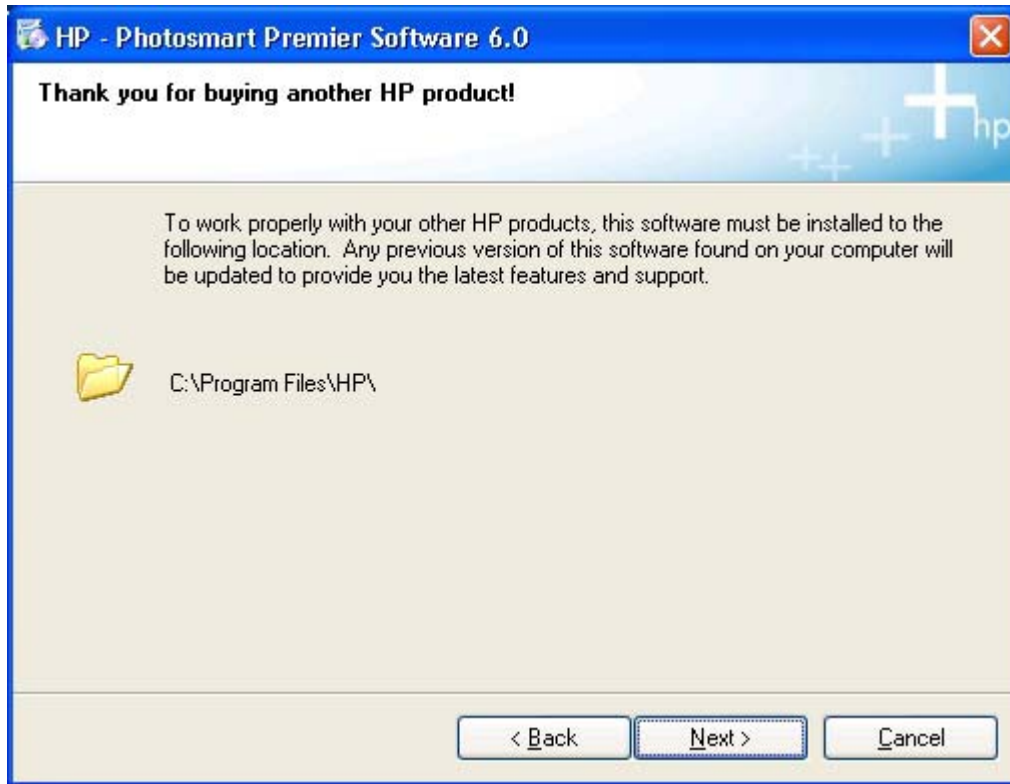 HP - Photosmart Premier Software 6.0
Thank you for buying another HP product!
hp
To work properly with your other HP products, this software must be installed to the
following location.  Any previous version of this software found on your computer will
be updated to provide you the latest features and support.
C:\Program Files\HP\
< Back
Next >
Cancel